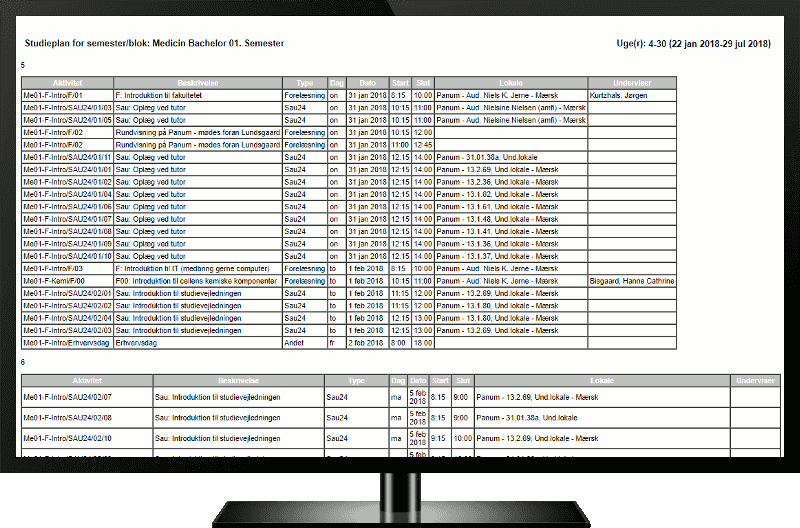 Studieplan for semester/blok: Medicin Bachelor 01. Semester
Uge(r): 4-30 (22 jan 2018-29 jul 2018)
5
Aktivitet Beskrivelse Type Dag Dato Start Slut Lokale Underviser
Me01-F-Intro/F/01 F: Introduktion til fakultetet Forelæsning on 31 jan 2018 8:15 10:00 Panum - Aud. Niels K. Jerne - Mærsk Kurtzhals, Jørgen
Me01-F-Intro/SAU24/01/03 Sau: Oplæg ved tutor Sau24 on 31 jan 2018 10:15 11:00 Panum - Aud. Nielsine Nielsen (amfi) - Mærsk
Me01-F-Intro/SAU24/01/05 Sau: Oplæg ved tutor Sau24 on 31 jan 2018 10:15 11:00 Panum - Aud. Nielsine Nielsen (amfi) - Mærsk
Me01-F-Intro/F/02 Rundvisning på Panum - mødes foran Lundsgaard Forelæsning on 31 jan 2018 10:15 12:00
Me01-F-Intro/F/02 Rundvisning på Panum - mødes foran Lundsgaard Forelæsning on 31 jan 2018 11:00 12:45
Me01-F-Intro/SAU24/01/11 Sau: Oplæg ved tutor Sau24 on 31 jan 2018 12:15 14:00 Panum - 31.01.38a, Und.lokale
Me01-F-Intro/SAU24/01/01 Sau: Oplæg ved tutor Sau24 on 31 jan 2018 12:15 14:00 Panum - 13.2.69, Und.lokale - Mærsk
Me01-F-Intro/SAU24/01/02 Sau: Oplæg ved tutor Sau24 on 31 jan 2018 12:15 14:00 Panum - 13.2.36, Und.lokale - Mærsk
Me01-F-Intro/SAU24/01/04 Sau: Oplæg ved tutor Sau24 on 31 jan 2018 12:15 14:00 Panum - 13.1.62, Und.lokale - Mærsk
Me01-F-Intro/SAU24/01/06 Sau: Oplæg ved tutor Sau24 on 31 jan 2018 12:15 14:00 Panum - 13.1.61, Und.lokale - Mærsk
Me01-F-Intro/SAU24/01/07 Sau: Oplæg ved tutor Sau24 on 31 jan 2018 12:15 14:00 Panum - 13.1.48, Und.lokale - Mærsk
Me01-F-Intro/SAU24/01/08 Sau: Oplæg ved tutor Sau24 on 31 jan 2018 12:15 14:00 Panum - 13.1.41, Und.lokale - Mærsk
Me01-F-Intro/SAU24/01/09 Sau: Oplæg ved tutor Sau24 on 31 jan 2018 12:15 14:00 Panum - 13.1.36, Und.lokale - Mærsk
Me01-F-Intro/SAU24/01/10 Sau: Oplæg ved tutor Sau24 on 31 jan 2018 12:15 14:00 Panum - 13.1.37, Und.lokale - Mærsk
Me01-F-Intro/F/03 F: Introduktion til IT (medbring gerne computer) Forelæsning to 1 feb 2018 8:15 10:00 Panum - Aud. Niels K. Jerne - Mærsk
Me01-F-Kemi/F/00 F00: Introduktion til cellens kemiske komponenter Forelæsning to 1 feb 2018 10:15 11:00 Panum - Aud. Niels K. Jerne - Mærsk Bisgaard, Hanne Cathrine
Me01-F-Intro/SAU24/02/01 Sau: Introduktion til studievejledningen Sau24 to 1 feb 2018 11:15 12:00 Panum - 13.2.69, Und.lokale - Mærsk
Me01-F-Intro/SAU24/02/02 Sau: Introduktion til studievejledningen Sau24 to 1 feb 2018 11:15 12:00 Panum - 13.1.80, Und.lokale - Mærsk
Me01-F-Intro/SAU24/02/04 Sau: Introduktion til studievejledningen Sau24 to 1 feb 2018 12:15 13:00 Panum - 13.1.80, Und.lokale - Mærsk
Me01-F-Intro/SAU24/02/03 Sau: Introduktion til studievejledningen Sau24 to 1 feb 2018 12:15 13:00 Panum - 13.2.69, Und.lokale - Mærsk
Me01-F-Intro/Erhvervsdag Erhvervsdag Andet fr 2 feb 2018 8:00 18:00
6
Aktivitet Beskrivelse Type Dag Dato Start Slut Lokale Underviser
Me01-F-Intro/SAU24/02/07 Sau: Introduktion til studievejledningen Sau24 ma 5 feb 2018 8:15 9:00 Panum - 13.2.69, Und.lokale - Mærsk
Me01-F-Intro/SAU24/02/08 Sau: Introduktion til studievejledningen Sau24 ma 5 feb 2018 8:15 9:00 Panum - 31.01.38a, Und.lokale
Me01-F-Intro/SAU24/02/10 Sau: Introduktion til studievejledningen Sau24 ma 5 feb 2018 9:15 10:00 Panum - 13.2.69, Und.lokale - Mærsk
5 feb